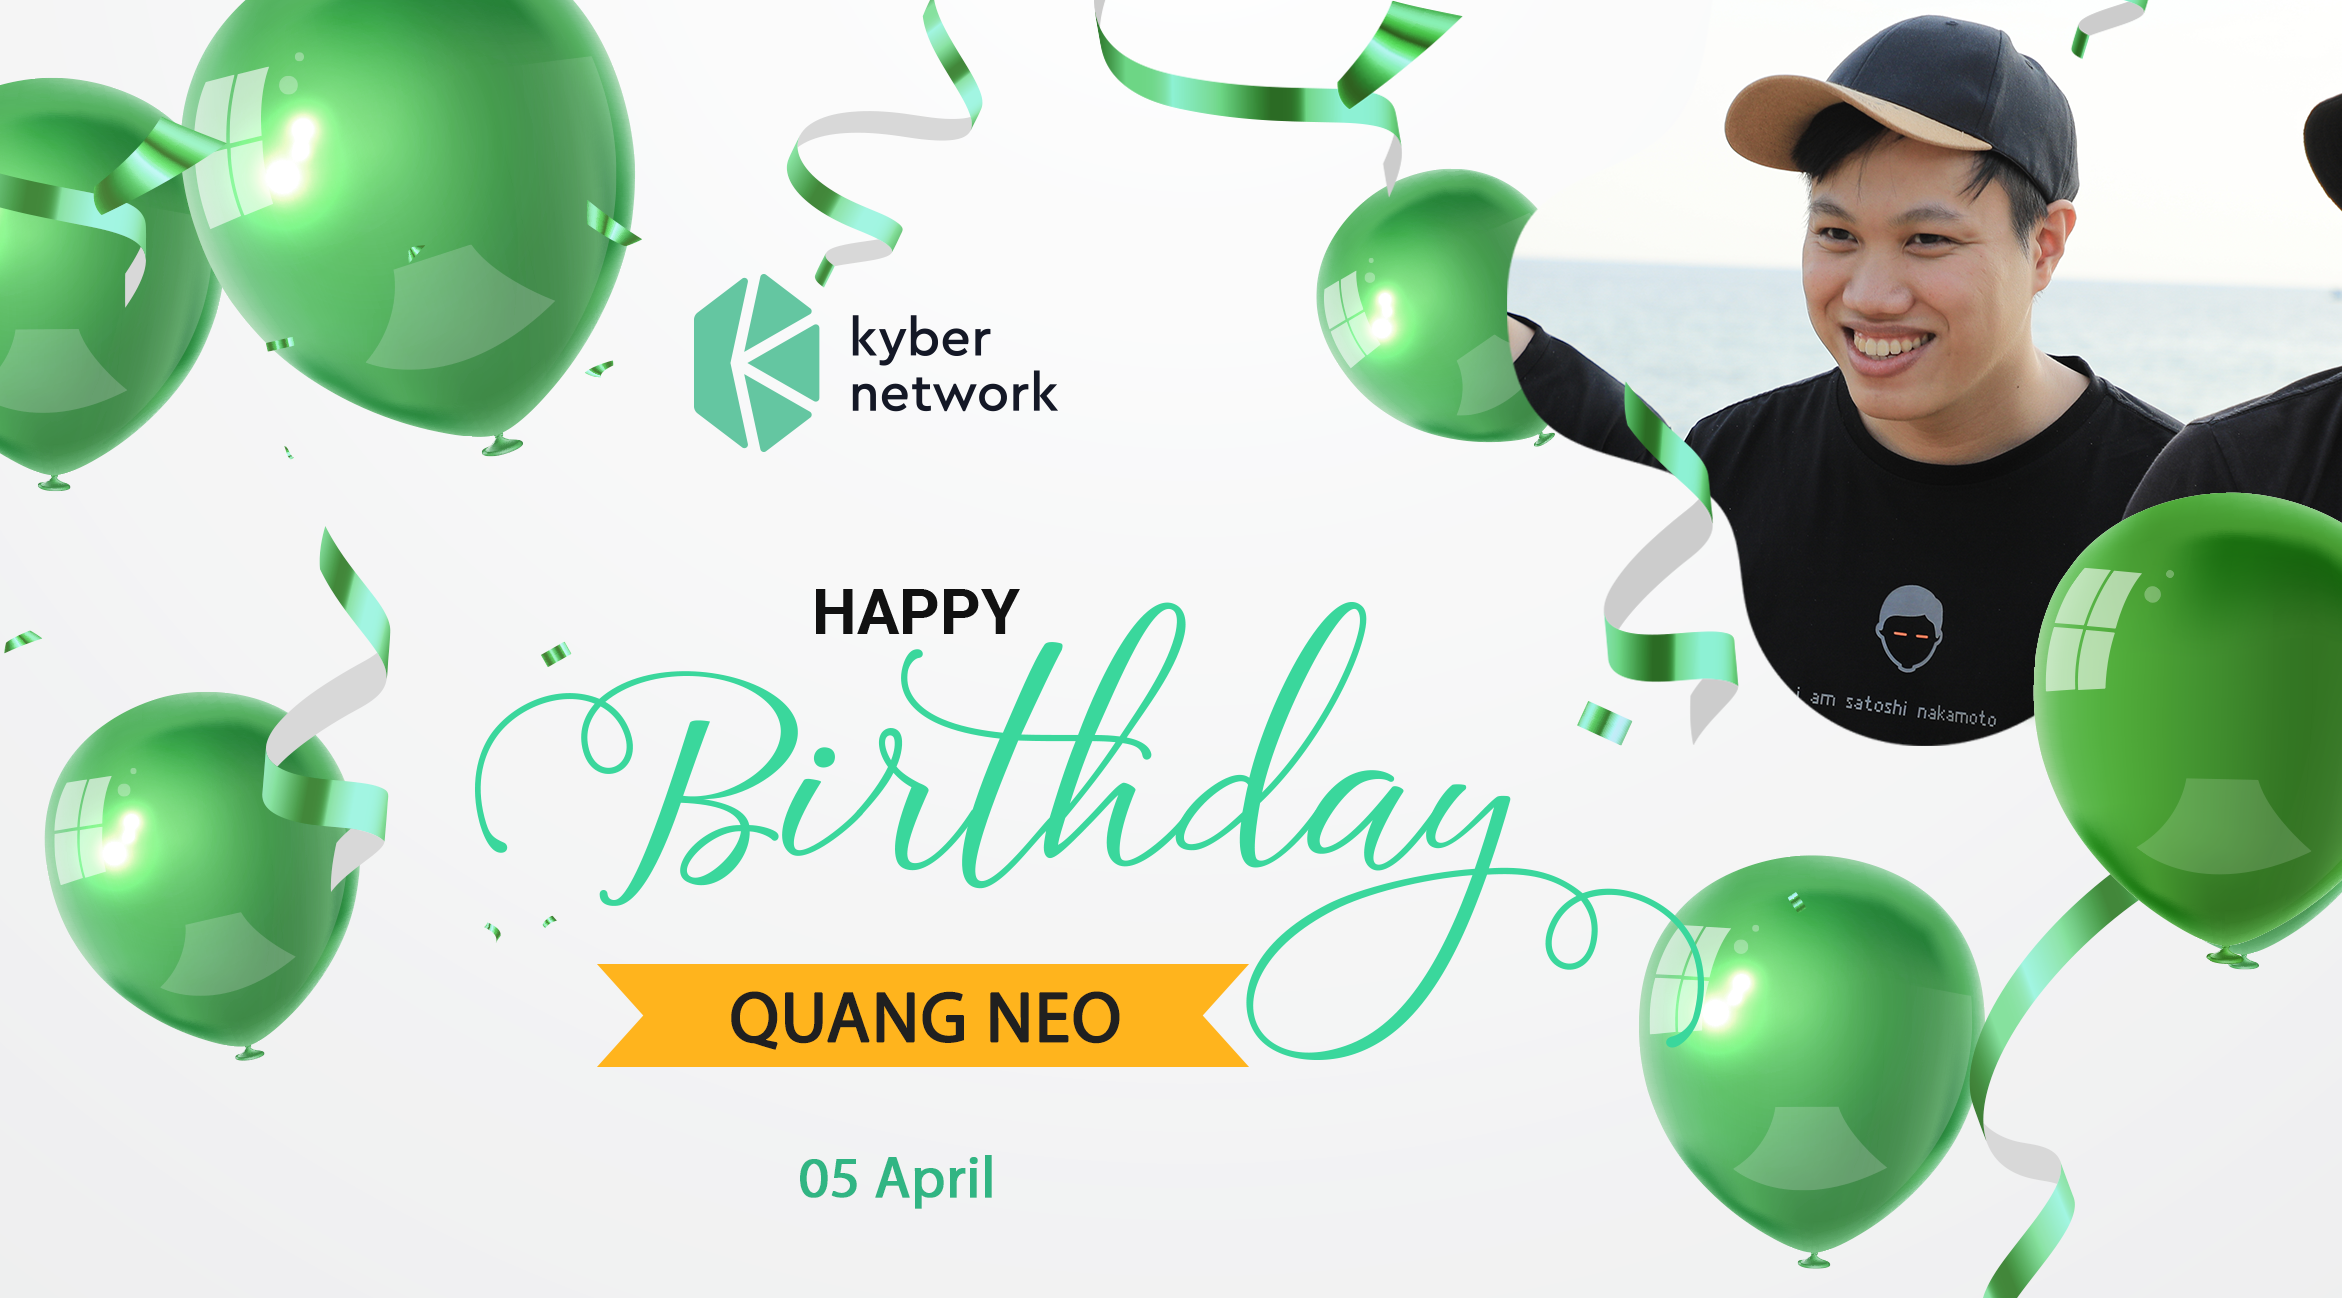 kyber
network
HAPPY
Birthday
QUANG NEO
05 April
i am satoshi nakamoto